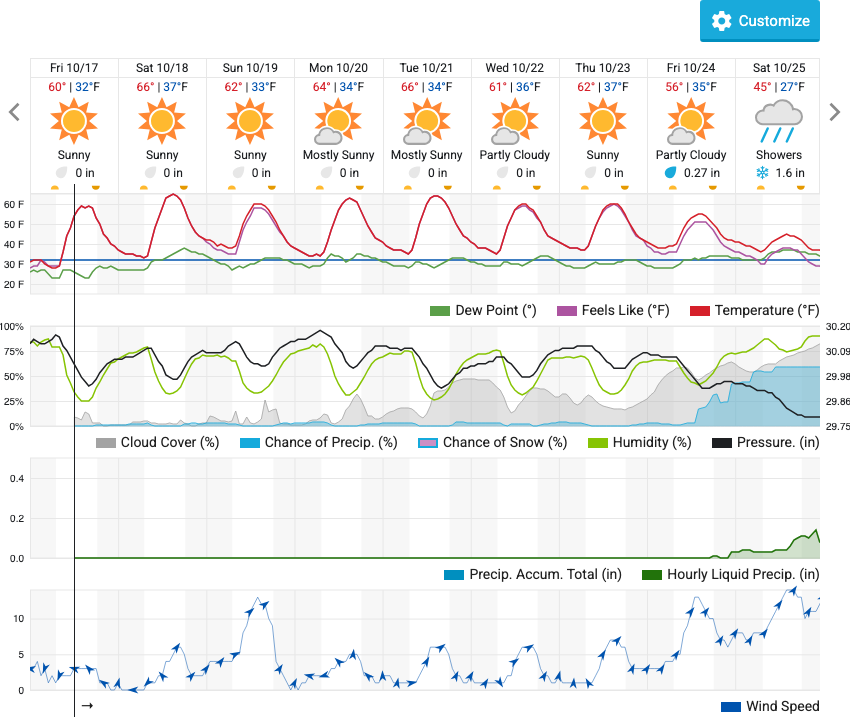 Customize
Fri 10/17 Sat 10/18 Sun 10/19 Mon 10/20 Tue 10/21 Wed 10/22 Thu 10/23 Fri 10/24 Sat 10/25
60° | 32°F 66° | 37°F 62° | 33°F 64° | 34°F 66° | 34°F 61° | 36°F 62° | 37°F 56° | 35°F 45° | 27°F
Sunny Sunny Sunny Mostly Sunny Mostly Sunny Partly Cloudy Sunny Partly Cloudy Showers
0 in 0 in 0 in 0 in 0 in 0 in 0 in 0.27 in 1.6 in
60 F
50 F
40 F
30 F
20 F
Dew Point (°) Feels Like (°F) Temperature (°F)
100% 30.20
75% 30.09
50% 29.98
25% 29.86
0% 29.75
Cloud Cover (%) Chance of Precip. (%) Chance of Snow (%) Humidity (%) Pressure. (in)
0.4
0.2
0.0
Precip. Accum. Total (in) Hourly Liquid Precip. (in)
10
5
0
Wind Speed